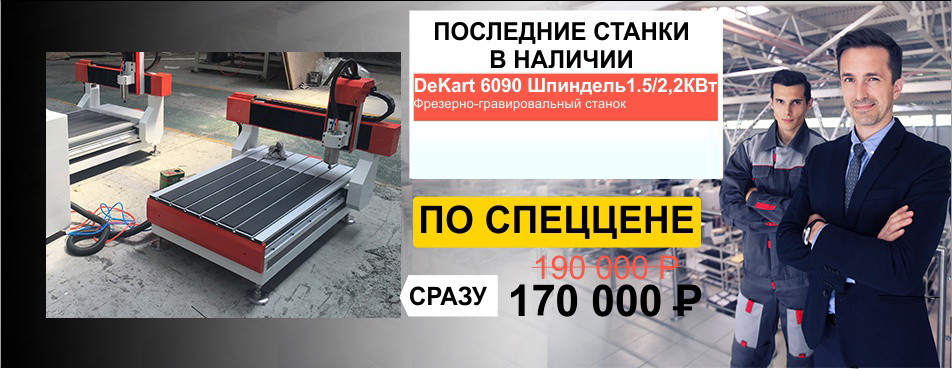 ПОСЛЕДНИЕ СТАНКИ
В НАЛИЧИИ
DeKart 6090 Шпиндель1.5/2,2КВт
Фрезерно-гравировальный станок
ПО СПЕЦЦЕНЕ
190 000 ₽
СРАЗУ
170 000 ₽